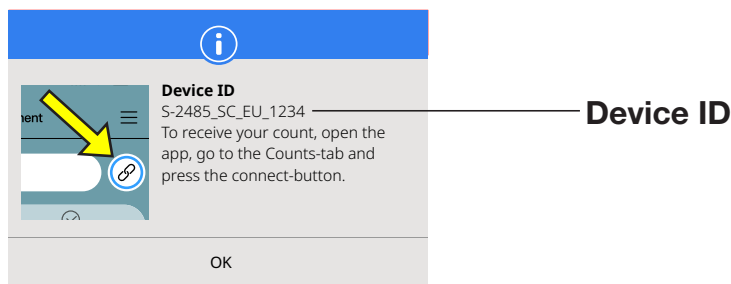 Device ID
S-2485_SC_EU_1234
To receive your count, open the
app, go to the Counts-tab and
press the connect-button.
nent
OK
Device ID